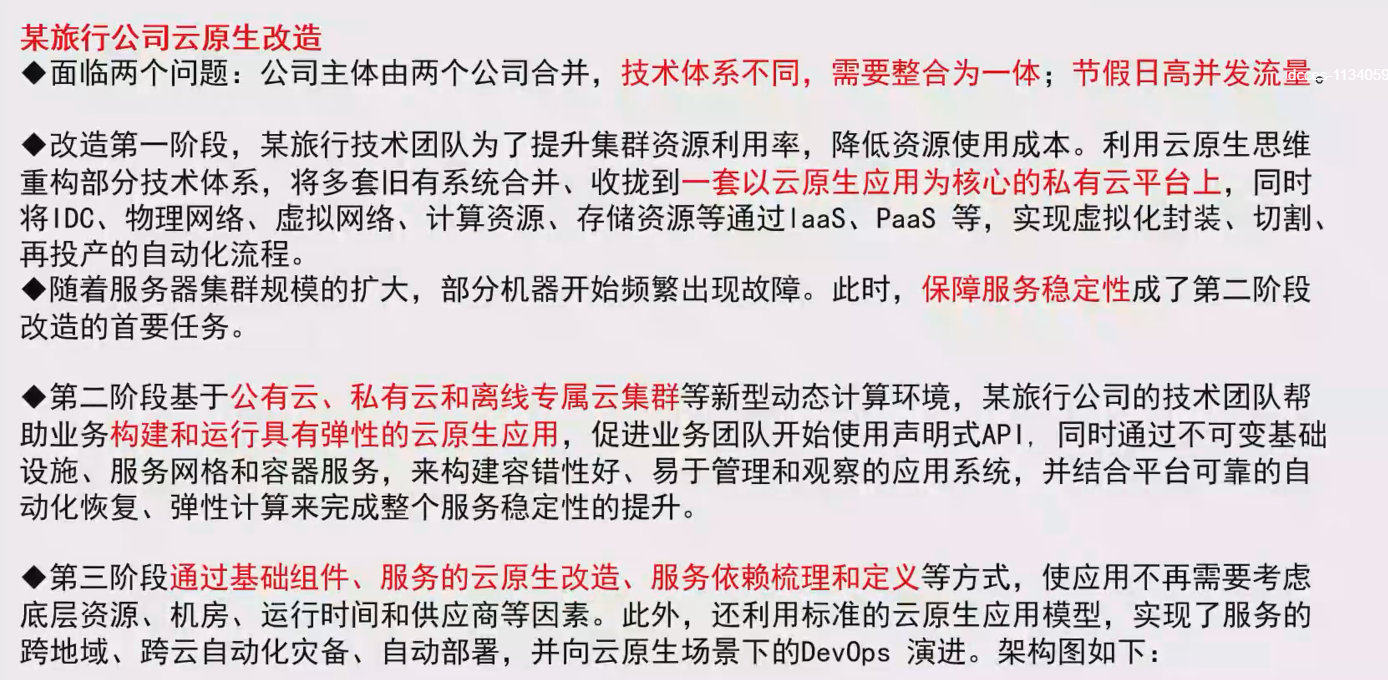 某旅行公司云原生改造
◆面临两个问题：公司主体由两个公司合并，技术体系不同，需要整合为一体；节假日高并发流量。
◆改造第一阶段，某旅行技术团队为了提升集群资源利用率，降低资源使用成本。利用云原生思维
重构部分技术体系，将多套旧有系统合并、收拢到一套以云原生应用为核心的私有云平台上，同时
将IDC、物理网络、虚拟网络、计算资源、存储资源等通过IaaS、PaaS 等，实现虚拟化封装、切割、
再投产的自动化流程。
◆随着服务器集群规模的扩大，部分机器开始频繁出现故障。此时，保障服务稳定性成了第二阶段
改造的首要任务。
◆第二阶段基于公有云、私有云和离线专属云集群等新型动态计算环境，某旅行公司的技术团队帮
助业务构建和运行具有弹性的云原生应用，促进业务团队开始使用声明式API，同时通过不可变基础
设施、服务网格和容器服务，来构建容错性好、易于管理和观察的应用系统，并结合平台可靠的自
动化恢复、弹性计算来完成整个服务稳定性的提升。
◆第三阶段通过基础组件、服务的云原生改造、服务依赖梳理和定义等方式，使应用不再需要考虑
底层资源、机房、运行时间和供应商等因素。此外，还利用标准的云原生应用模型，实现了服务的
跨地域、跨云自动化灾备、自动部署，并向云原生场景下的DevOps 演进。架构图如下：